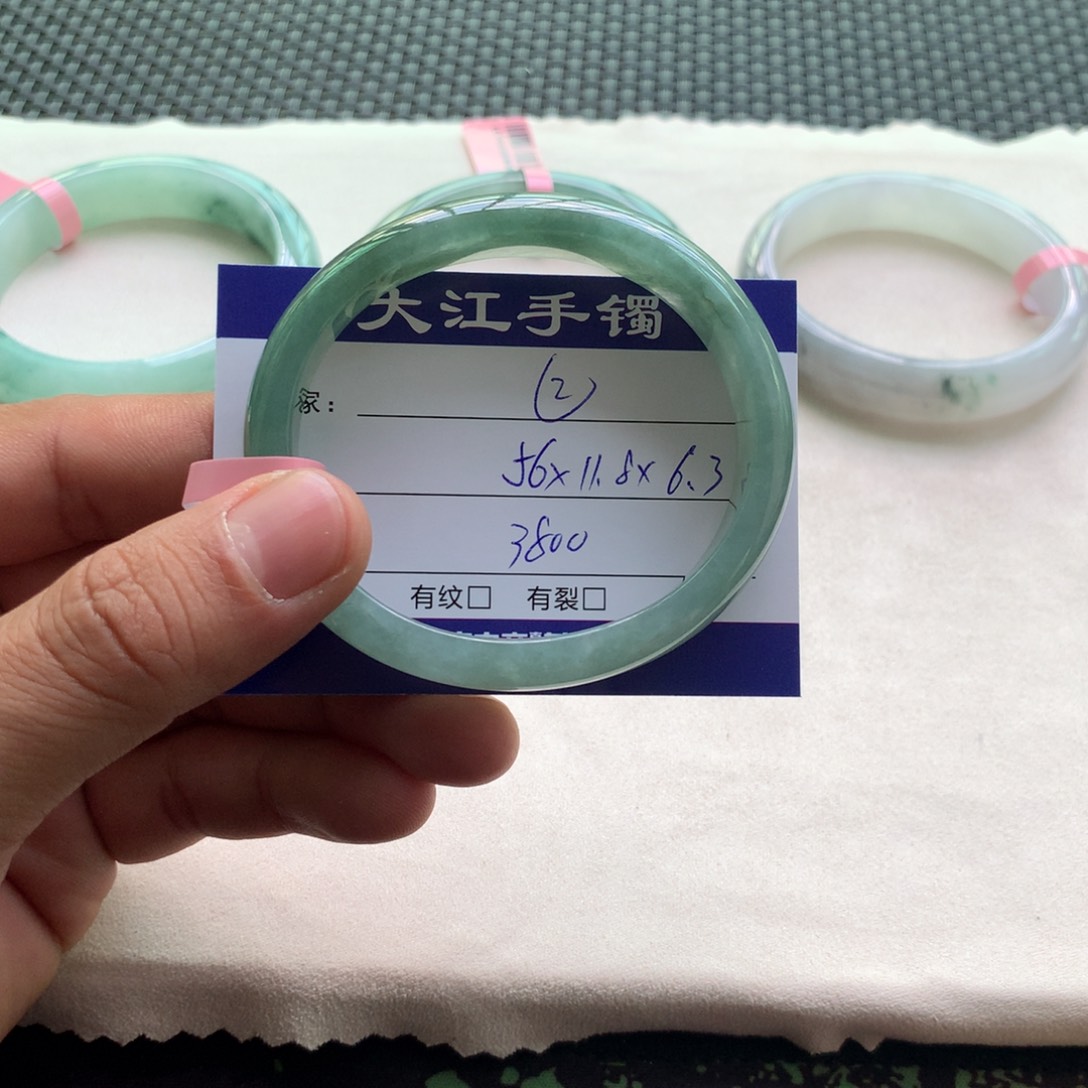 大江手镯
家：
②
56x11.8x6.3
3800
有纹□ 有裂□